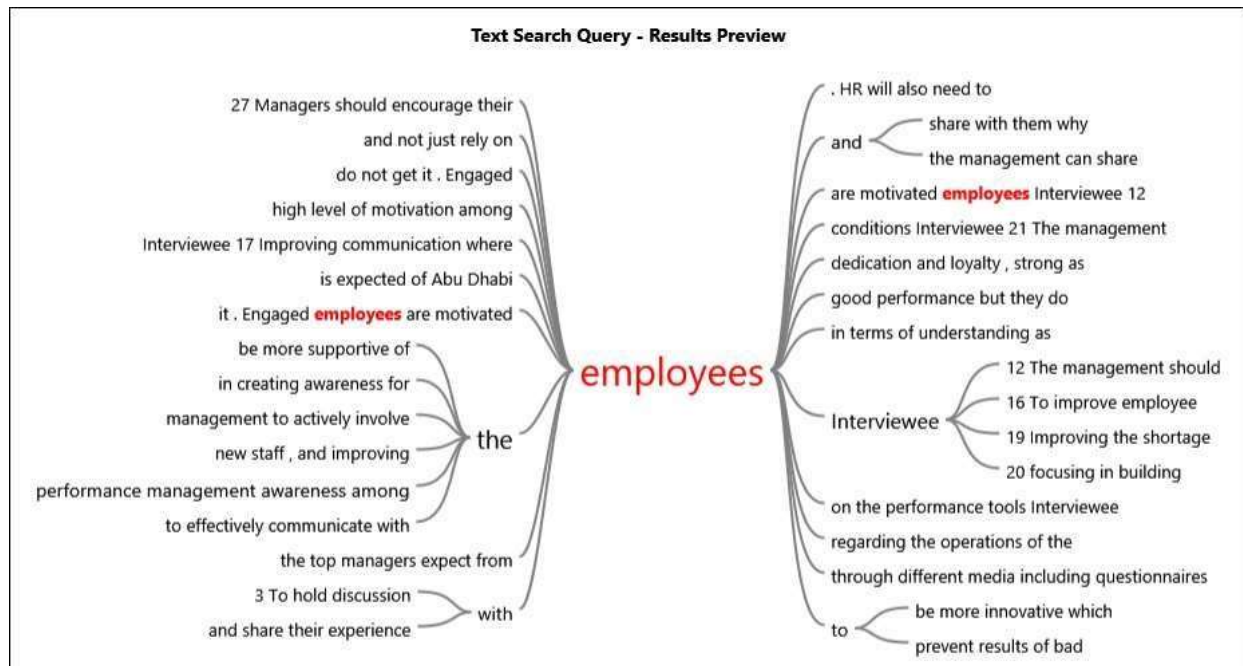 Text Search Query - Results Preview
27 Managers should encourage their
and not just rely on
do not get it . Engaged
high level of motivation among
Interviewee 17 Improving communication where
is expected of Abu Dhabi
it . Engaged employees are motivated
be more supportive of
in creating awareness for
management to actively involve
new staff , and improving
performance management awareness among
to effectively communicate with
the
the top managers expect from
3 To hold discussion
and share their experience
with
employees
. HR will also need to
and
share with them why
the management can share
are motivated employees Interviewee 12
conditions Interviewee 21 The management
dedication and loyalty , strong as
good performance but they do
in terms of understanding as
Interviewee
12 The management should
16 To improve employee
19 Improving the shortage
20 focusing in building
on the performance tools Interviewee
regarding the operations of the
through different media including questionnaires
to
be more innovative which
prevent results of bad